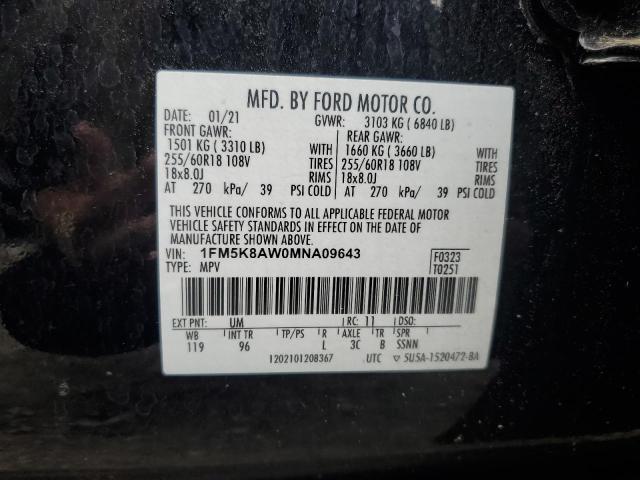 MFD. BY FORD MOTOR CO.
DATE: 01/21 GVWR: 3103 KG ( 6840 LB)
FRONT GAWR: REAR GAWR:
1501 KG ( 3310 LB) 1660 KG ( 3660 LB)
255/60R18 108V TIRES 255/60R18 108V TIRES
18x8.0J RIMS 18x8.0J RIMS
AT 270 kPa/ 39 PSI COLD AT 270 kPa/ 39 PSI COLD
THIS VEHICLE CONFORMS TO ALL APPLICABLE FEDERAL MOTOR
VEHICLE SAFETY STANDARDS IN EFFECT ON THE DATE OF
MANUFACTURE SHOWN ABOVE.
VIN: 1FM5K8AW0MNA09643 F0323
TYPE: MPV T0251
EXT PNT: UM RC: 11 DSO:
WB INT TR TP/PS R AXLE TR SPR
119 96 L 3C B SSNN
1202101208367 UTC ▽ 5U5A-1520472-BA